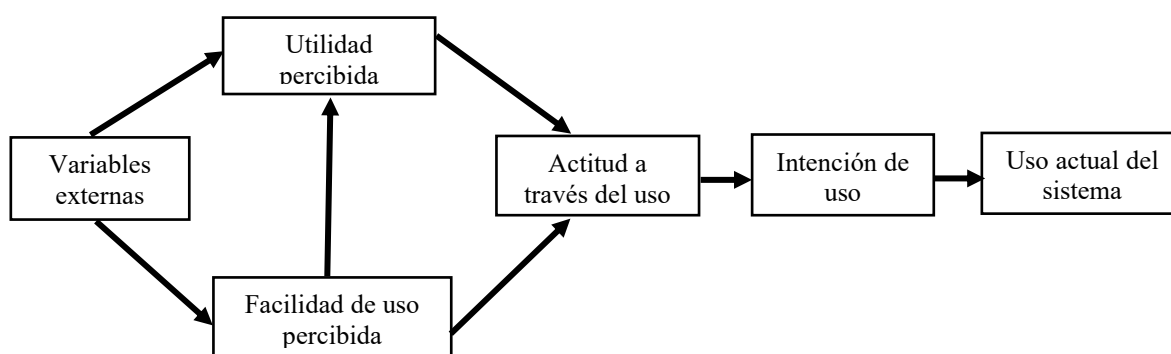 Utilidad
percibida
Variables
externas
Facilidad de uso
percibida
Actitud a
través del uso
Intención de
uso
Uso actual del
sistema